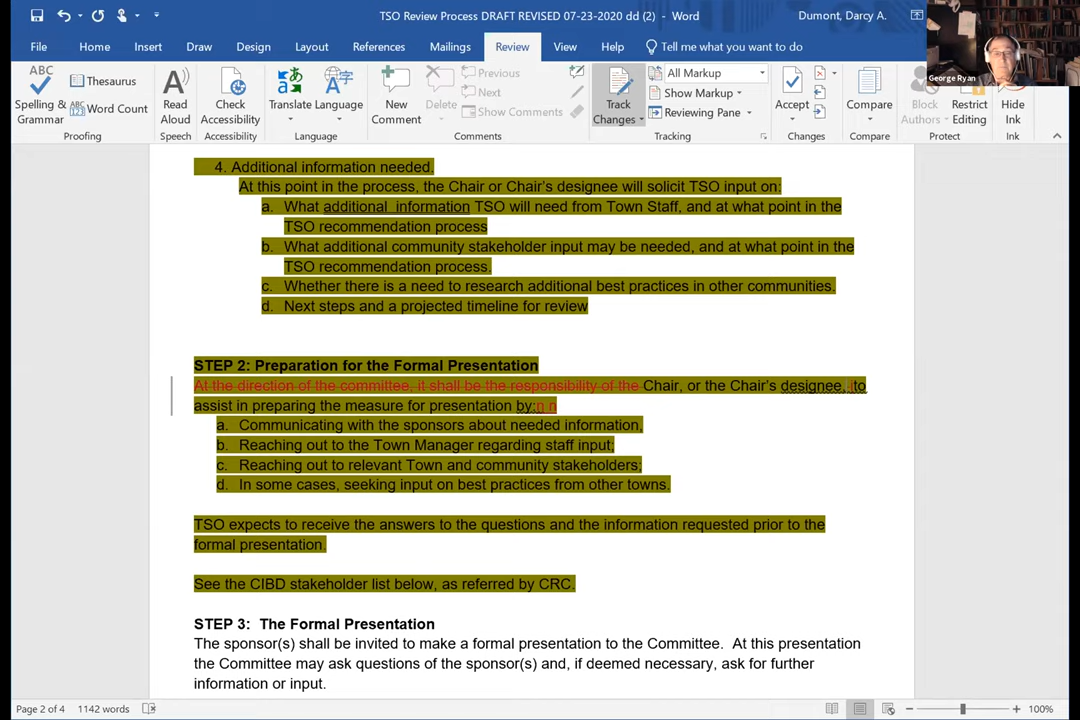 TSO Review Process DRAFT REVISED 07-23-2020 dd (2) - Word
Dumont, Darcy A.
File Home Insert Draw Design Layout References Mailings Review View Help Tell me what you want to do
George Ryan
ABC
Spelling & Grammar
Thesaurus
Word Count
Proofing
Read Aloud
Speech
Check Accessibility
Accessibility
Translate
Language
Language
New Comment
Delete
Previous
Next
Show Comments
Comments
Track Changes
All Markup
Show Markup
Reviewing Pane
Tracking
Accept
Changes
Compare
Compare
Block Authors
Restrict Editing
Protect
Hide Ink
Ink
4. Additional information needed.
At this point in the process, the Chair or Chair's designee will solicit TSO input on:
a. What additional information TSO will need from Town Staff, and at what point in the
TSO recommendation process
b. What additional community stakeholder input may be needed, and at what point in the
TSO recommendation process.
c. Whether there is a need to research additional best practices in other communities.
d. Next steps and a projected timeline for review
STEP 2: Preparation for the Formal Presentation
At the direction of the committee, it shall be the responsibility of the Chair, or the Chair's designee, ito
assist in preparing the measure for presentation by:n n
a. Communicating with the sponsors about needed information,
b. Reaching out to the Town Manager regarding staff input;
c. Reaching out to relevant Town and community stakeholders;
d. In some cases, seeking input on best practices from other towns.
TSO expects to receive the answers to the questions and the information requested prior to the
formal presentation.
See the CIBD stakeholder list below, as referred by CRC.
STEP 3: The Formal Presentation
The sponsor(s) shall be invited to make a formal presentation to the Committee. At this presentation
the Committee may ask questions of the sponsor(s) and, if deemed necessary, ask for further
information or input.
Page 2 of 4 1142 words
100%